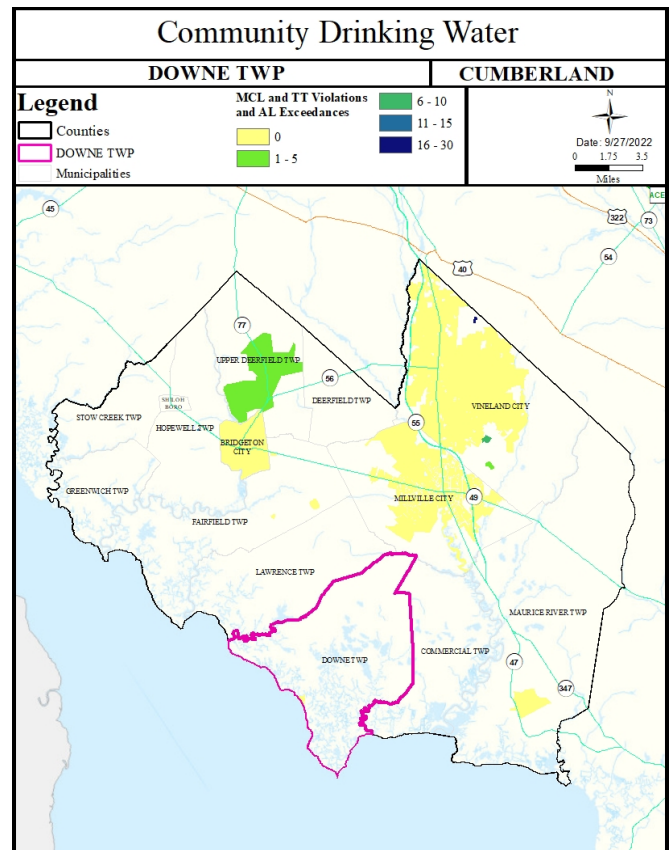 Community Drinking Water
DOWNE TWP
CUMBERLAND
Legend
Counties
DOWNE TWP
Municipalities
MCL and TT Violations
and AL Exceedances
0
1 - 5
6 - 10
11 - 15
16 - 30
N
Date: 9/27/2022
0 1.75 3.5
Miles
ACE
45
322
73
54
40
77
UPPER DEERFIELD TWP
56
SHILOH
BORO
DEERFIELD TWP
STOW CREEK TWP
HOPEWELL TWP
VINELAND CITY
55
BRIDGETON
CITY
GREENWICH TWP
MILLVILLE CITY
49
FAIRFIELD TWP
LAWRENCE TWP
MAURICE RIVER TWP
DOWNE TWP
COMMERCIAL TWP
47
347